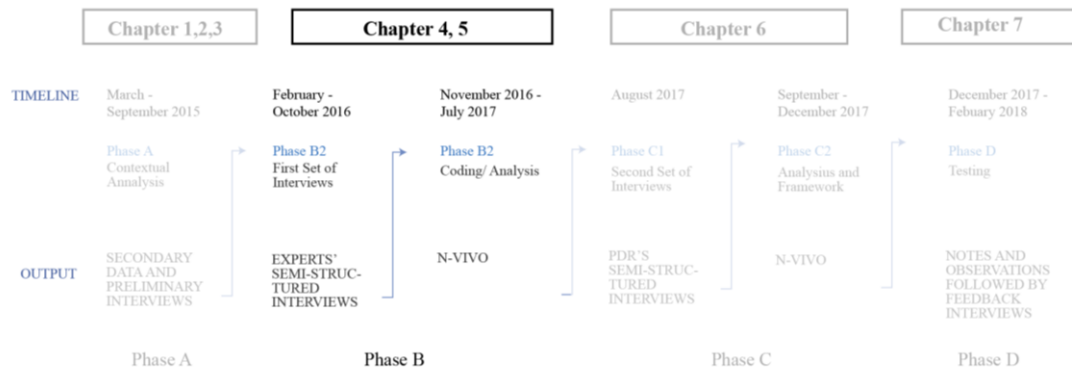 Chapter 1,2,3
Chapter 4, 5
Chapter 6
Chapter 7
TIMELINE
March -
September 2015
February -
October 2016
November 2016 -
July 2017
August 2017
September -
December 2017
December 2017 -
Febuary 2018
Phase A
Contextual
Annalysis
Phase B2
First Set of
Interviews
Phase B2
Coding/ Analysis
Phase C1
Second Set of
Interviews
Phase C2
Analysius and
Framework
Phase D
Testing
OUTPUT
SECONDARY
DATA AND
PRELIMINARY
INTERVIEWS
EXPERTS'
SEMI-STRUC-
TURED
INTERVIEWS
N-VIVO
PDR'S
SEMI-STRUC-
TURED
INTERVIEWS
N-VIVO
NOTES AND
OBSERVATIONS
FOLLOWED BY
FEEDBACK
INTERVIEWS
Phase A
Phase B
Phase C
Phase D